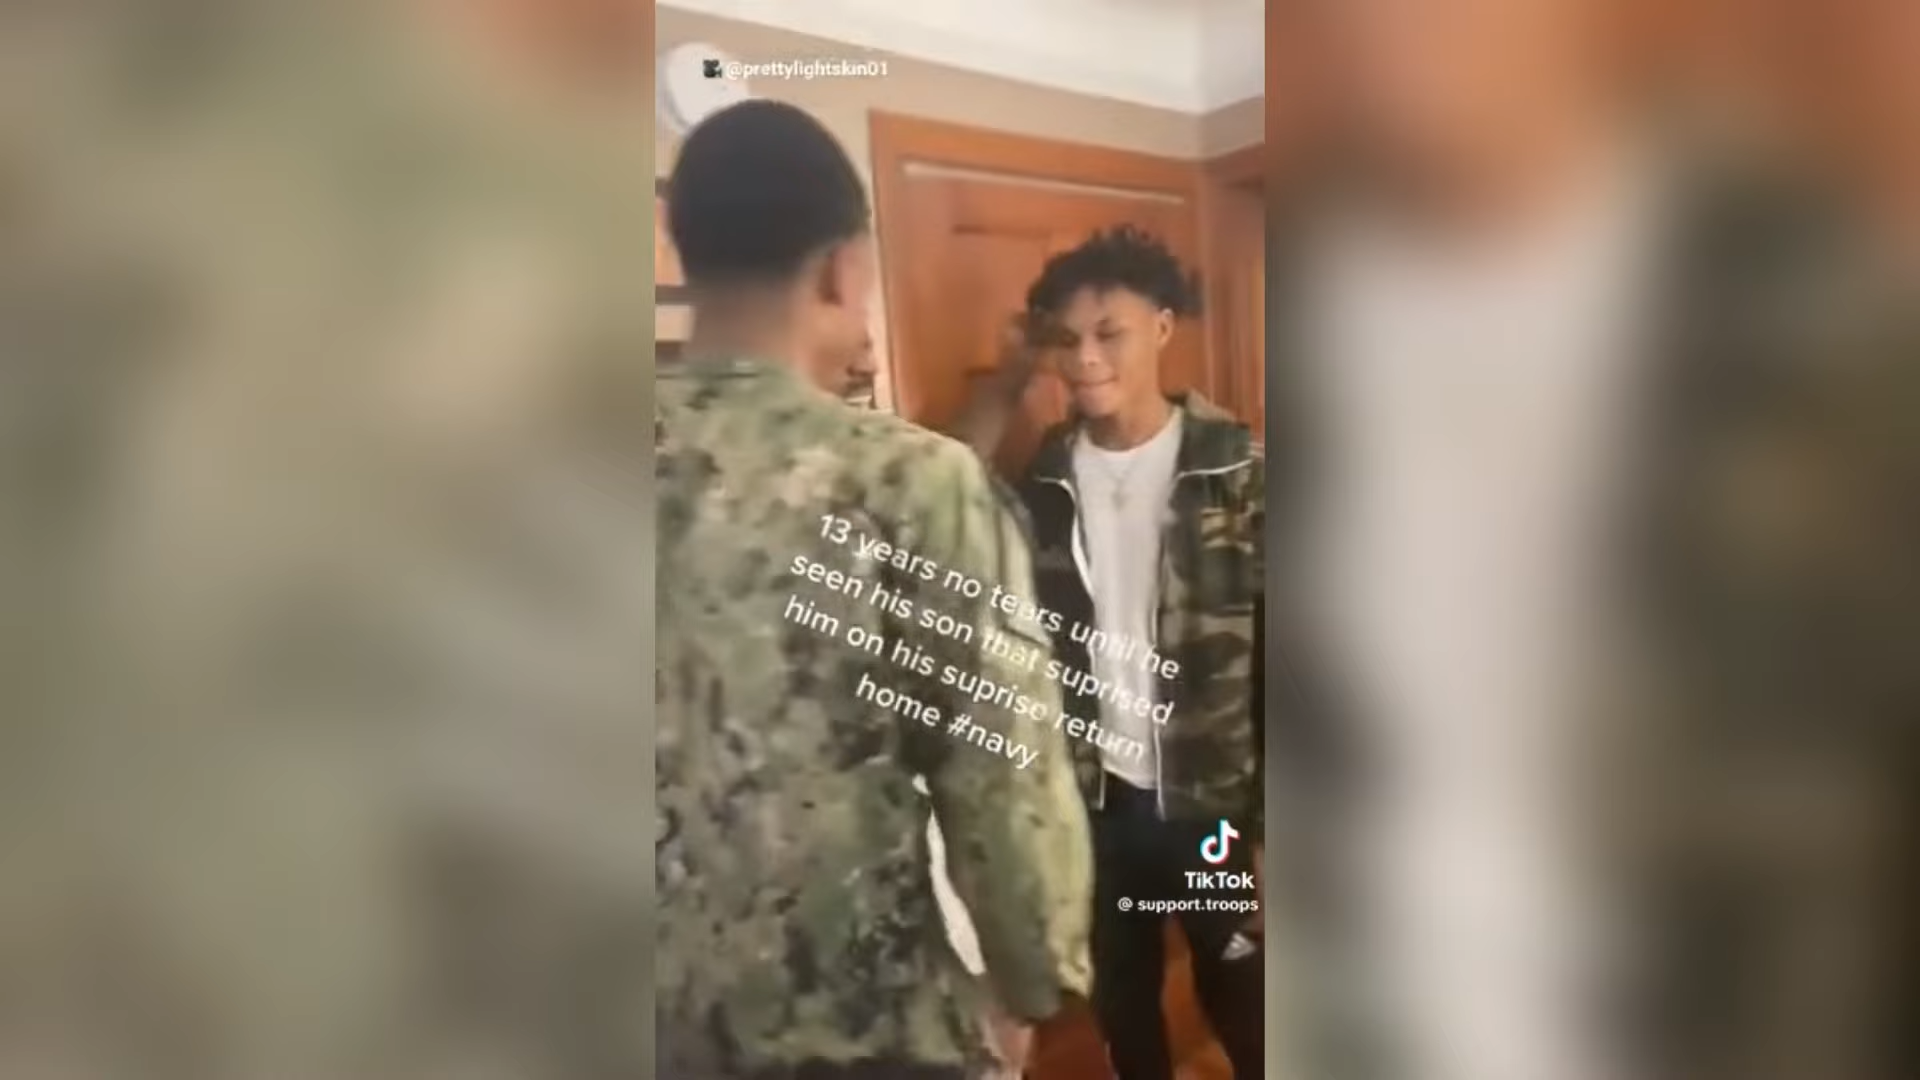 @prettylightskin01
13 years no tears until he
seen his son that suprised
him on his suprise return
home #navy
TikTok
@ support.troops